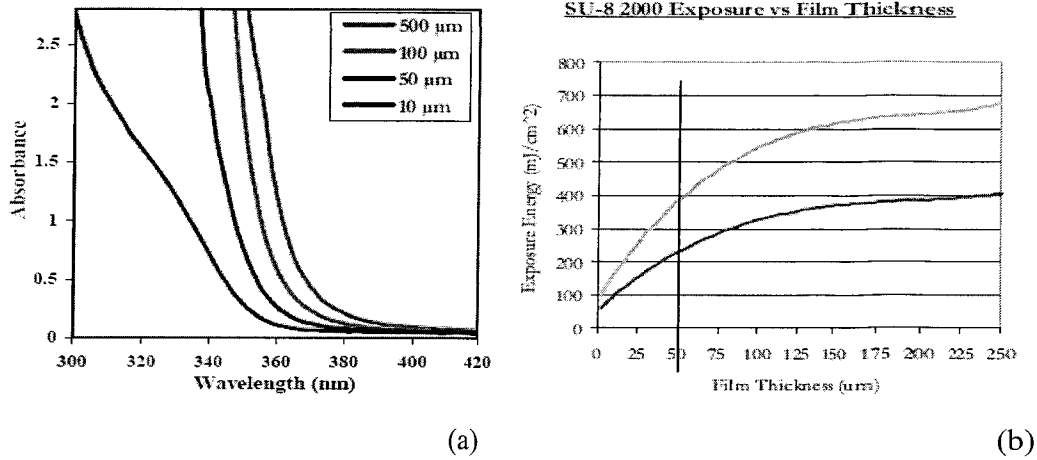 2.5
2
1.5
1
0.5
0
300 320 340 360 380 400 420
Absorbance
Wavelength (nm)
500 µm
100 µm
50 µm
10 µm
(a)
SU-8 2000 Exposure vs Film Thickness
800
700
600
500
400
300
200
100
0
0 25 50 75 100 125 150 175 200 225 250
Exposure Energy (mJ/cm^2)
Film Thickness (um)
(b)